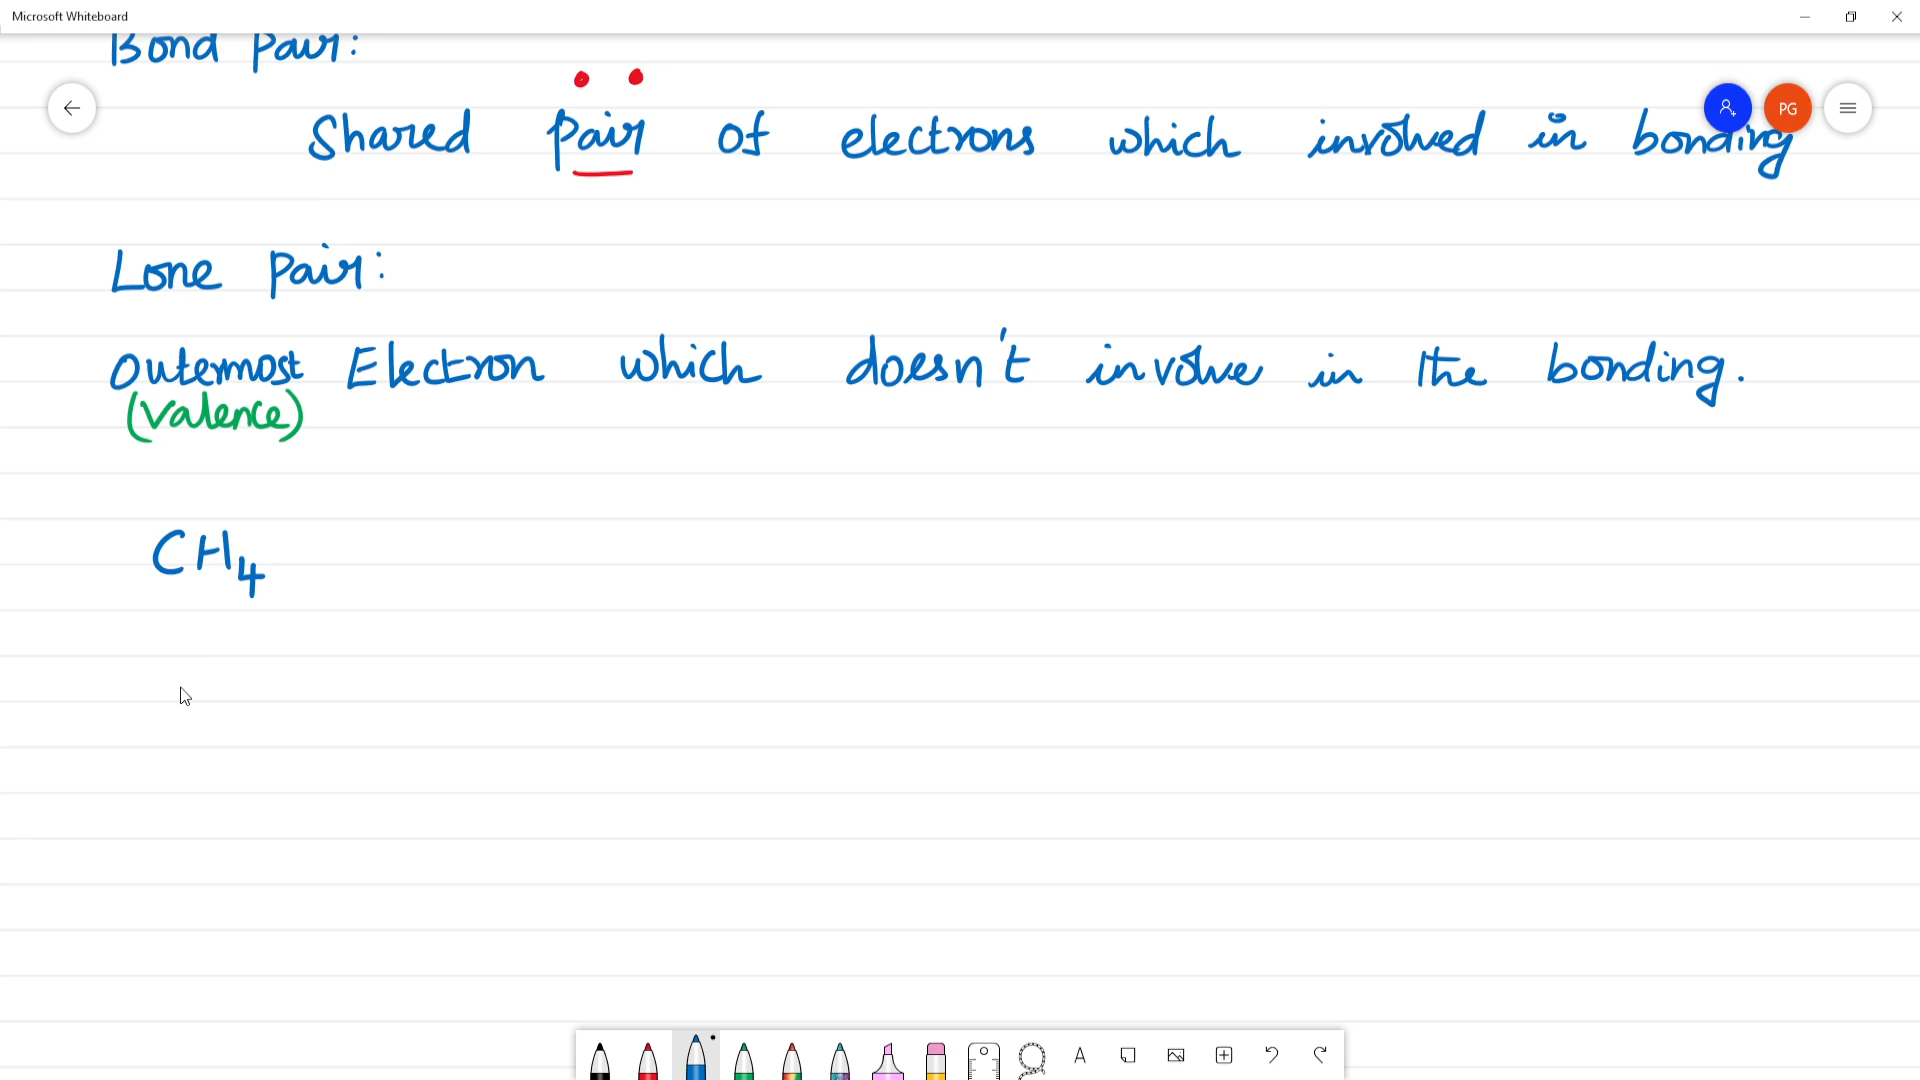 Microsoft Whiteboard
Bond Pair:
Shared Pair of electrons which involved in bonding
PG
Lone Pair:
Outermost Electron which doesn't involve in the bonding.
(Valence)
CH4